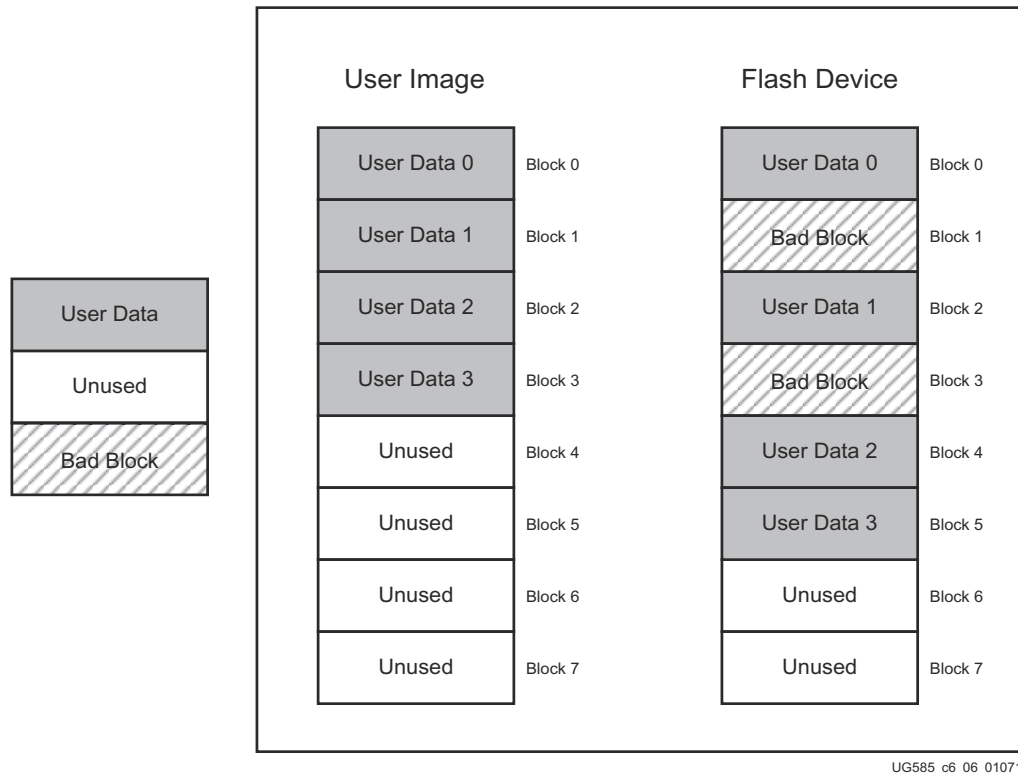 User Image
Flash Device
User Data 0 Block 0
User Data 0 Block 0
User Data 1 Block 1
Bad Block Block 1
User Data
User Data 2 Block 2
User Data 1 Block 2
Unused
User Data 3 Block 3
Bad Block Block 3
Bad Block
Unused Block 4
User Data 2 Block 4
Unused Block 5
User Data 3 Block 5
Unused Block 6
Unused Block 6
Unused Block 7
Unused Block 7
UG585_c6_06_01071